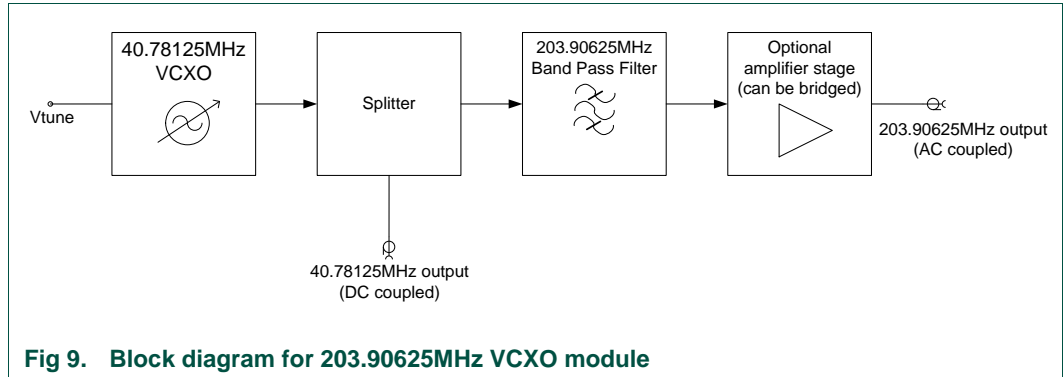 Vtune
40.78125MHz
VCXO
Splitter
203.90625MHz
Band Pass Filter
Optional
amplifier stage
(can be bridged)
203.90625MHz output
(AC coupled)
40.78125MHz output
(DC coupled)
Fig 9. Block diagram for 203.90625MHz VCXO module